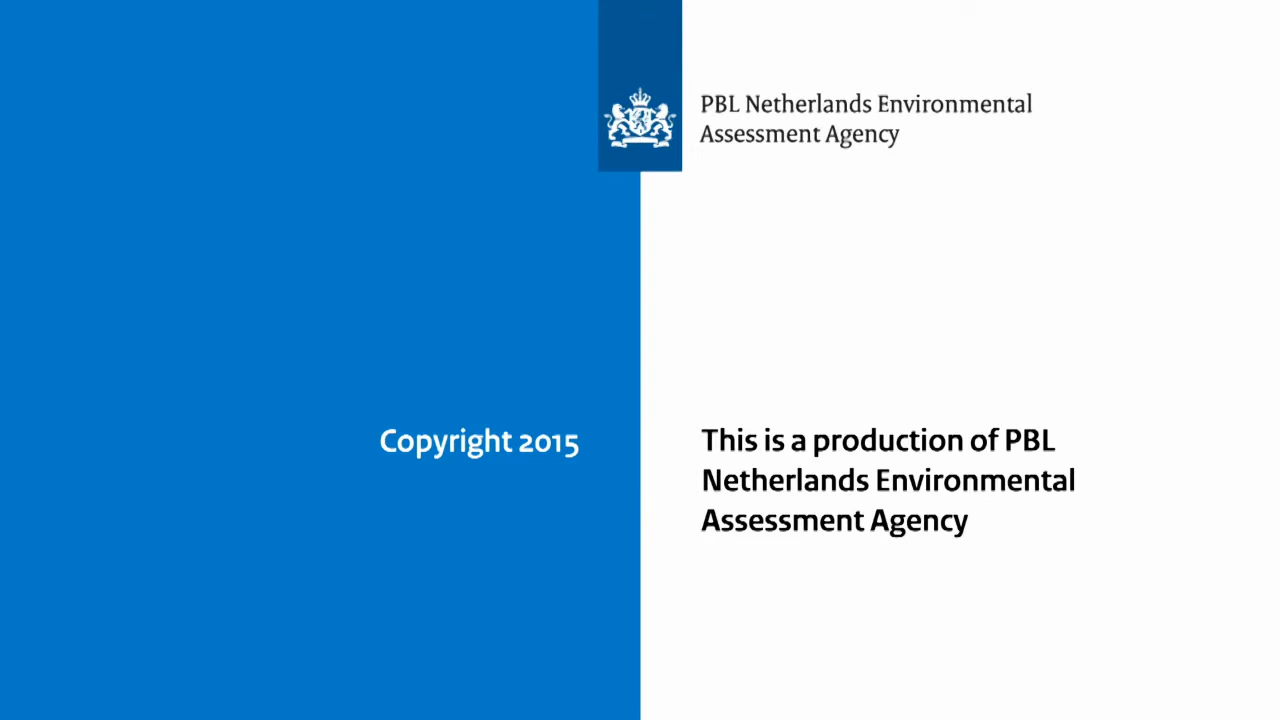 PBL Netherlands Environmental
Assessment Agency
Copyright 2015
This is a production of PBL
Netherlands Environmental
Assessment Agency